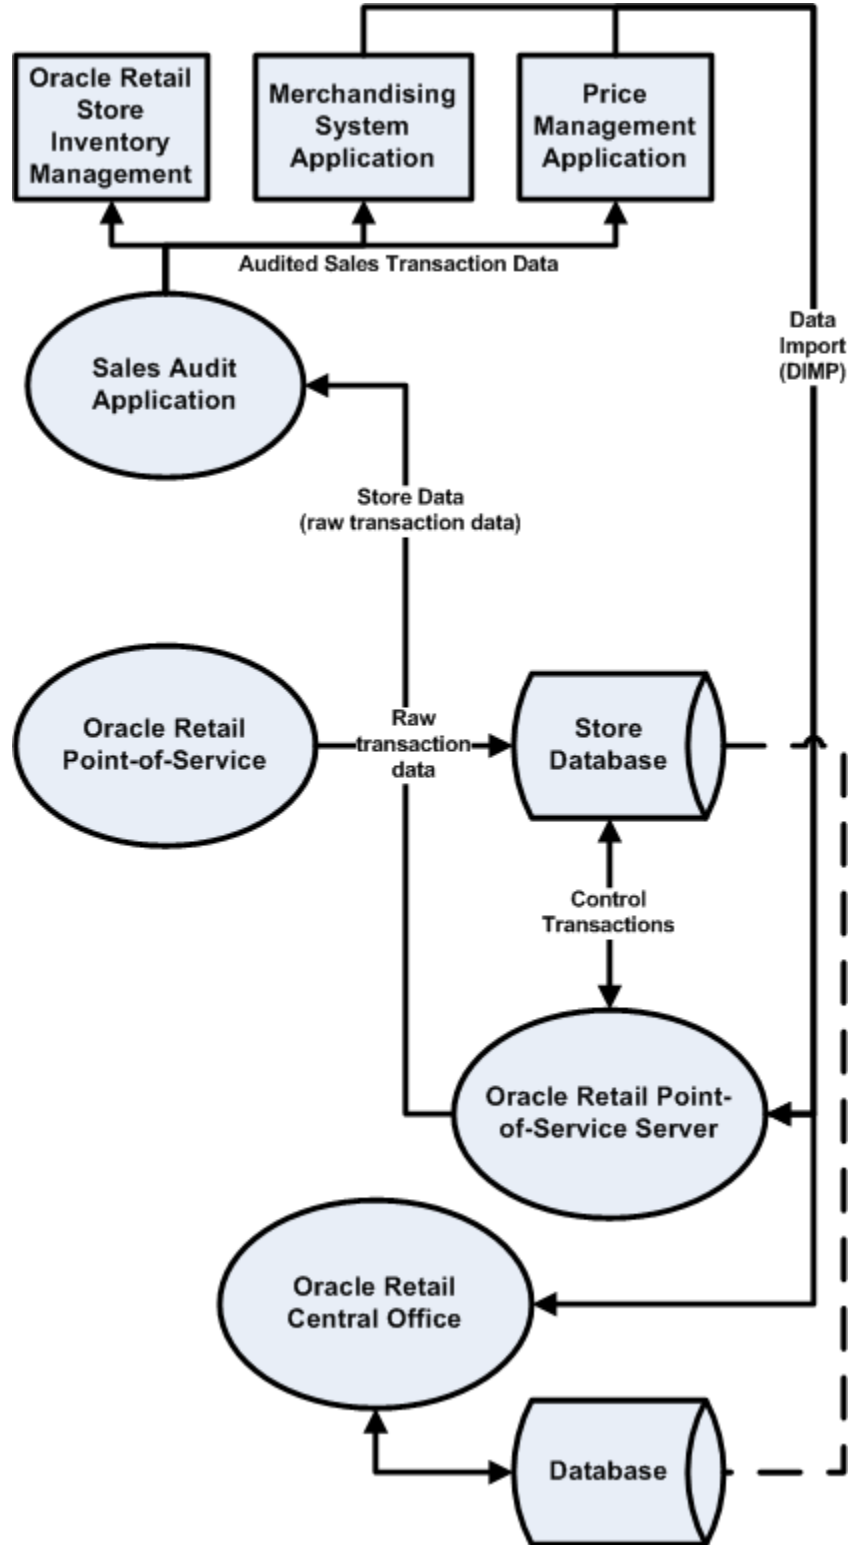 Oracle Retail
Store
Inventory
Management
Merchandising
System
Application
Price
Management
Application
Audited Sales Transaction Data
Data
Import
(DIMP)
Sales Audit
Application
Store Data
(raw transaction data)
Oracle Retail
Point-of-Service
Raw
transaction
data
Store
Database
Control
Transactions
Oracle Retail Point-
of-Service Server
Oracle Retail
Central Office
Database